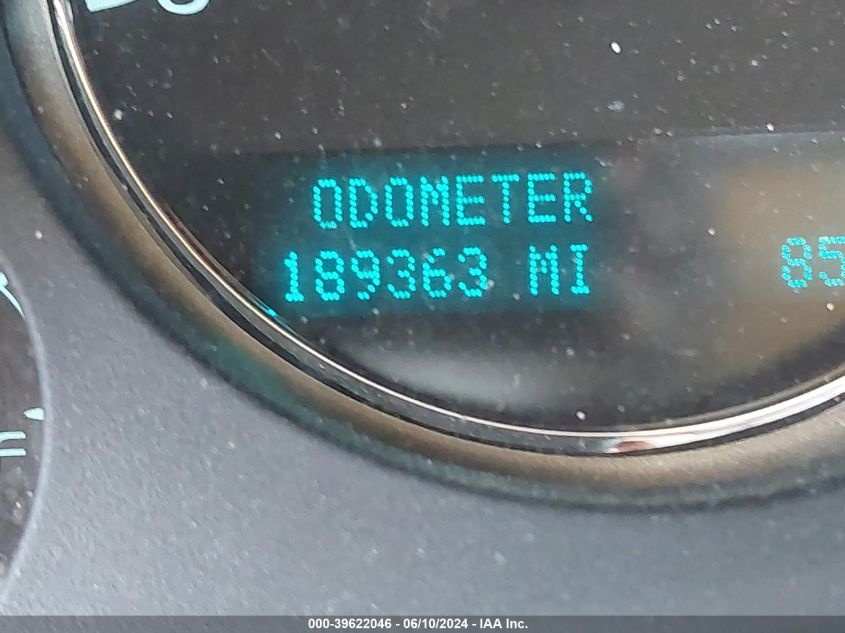 ODOMETER
189363 MI
85
000-39622046 - 06/10/2024 - IAA Inc.